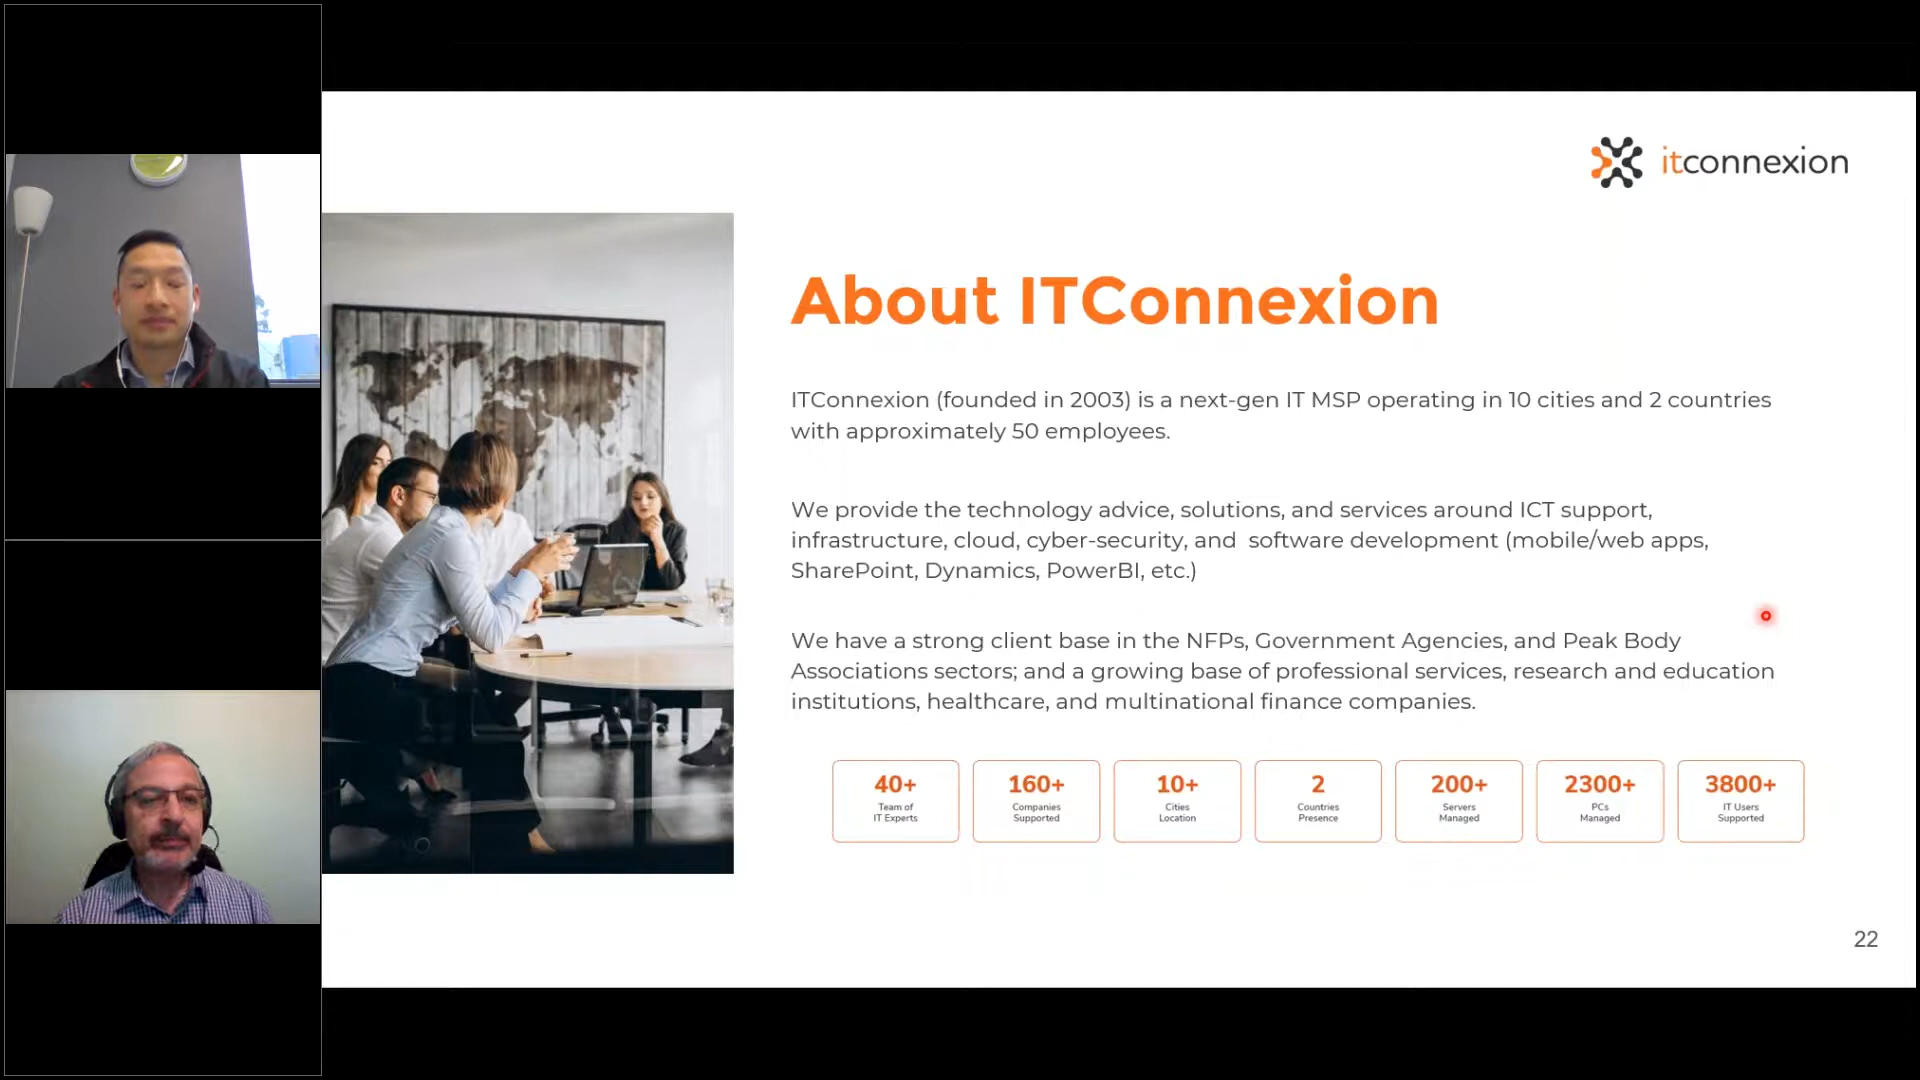 itconnexion
About ITConnexion
ITConnexion (founded in 2003) is a next-gen IT MSP operating in 10 cities and 2 countries
with approximately 50 employees.
We provide the technology advice, solutions, and services around ICT support,
infrastructure, cloud, cyber-security, and  software development (mobile/web apps,
SharePoint, Dynamics, PowerBI, etc.)
We have a strong client base in the NFPs, Government Agencies, and Peak Body
Associations sectors; and a growing base of professional services, research and education
institutions, healthcare, and multinational finance companies.
40+
Team of
IT Experts
160+
Companies
Supported
10+
Cities
Location
2
Countries
Presence
200+
Servers
Managed
2300+
PCs
Managed
3800+
IT Users
Supported
22